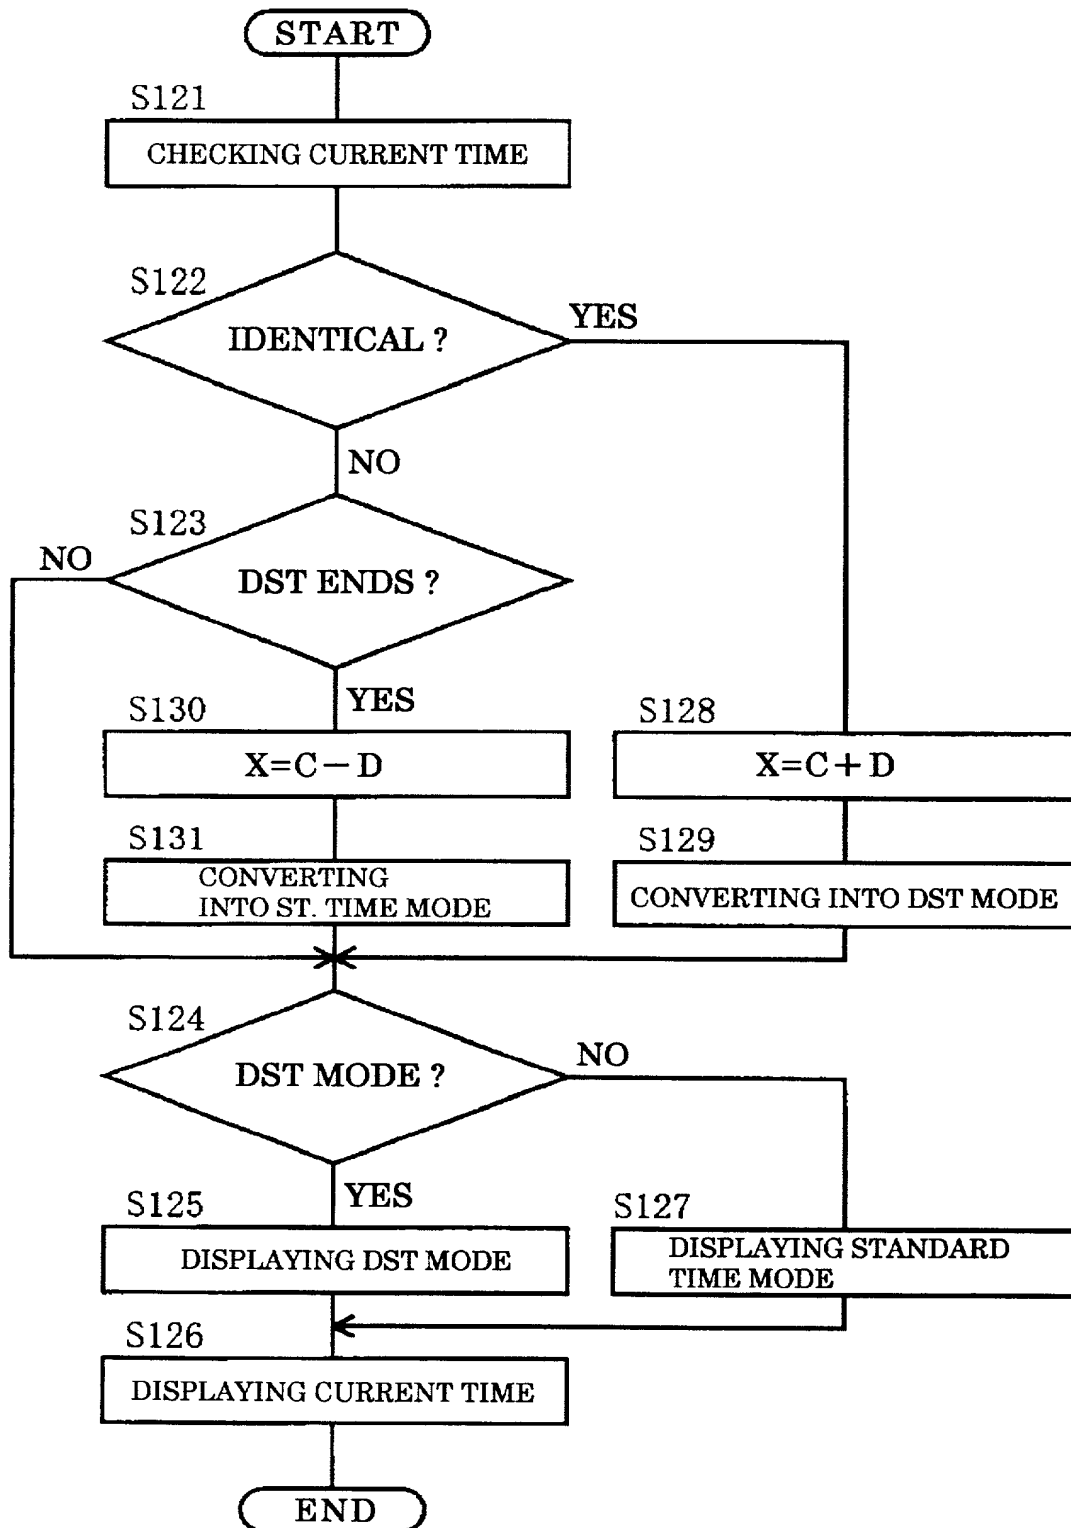 START
S121
CHECKING CURRENT TIME
S122
IDENTICAL ?
YES
NO
S123
NO
DST ENDS ?
YES
S130
X=C－D
S128
X=C＋D
S131
CONVERTING
INTO ST. TIME MODE
S129
CONVERTING INTO DST MODE
S124
DST MODE ?
NO
YES
S125
DISPLAYING DST MODE
S127
DISPLAYING STANDARD
TIME MODE
S126
DISPLAYING CURRENT TIME
END